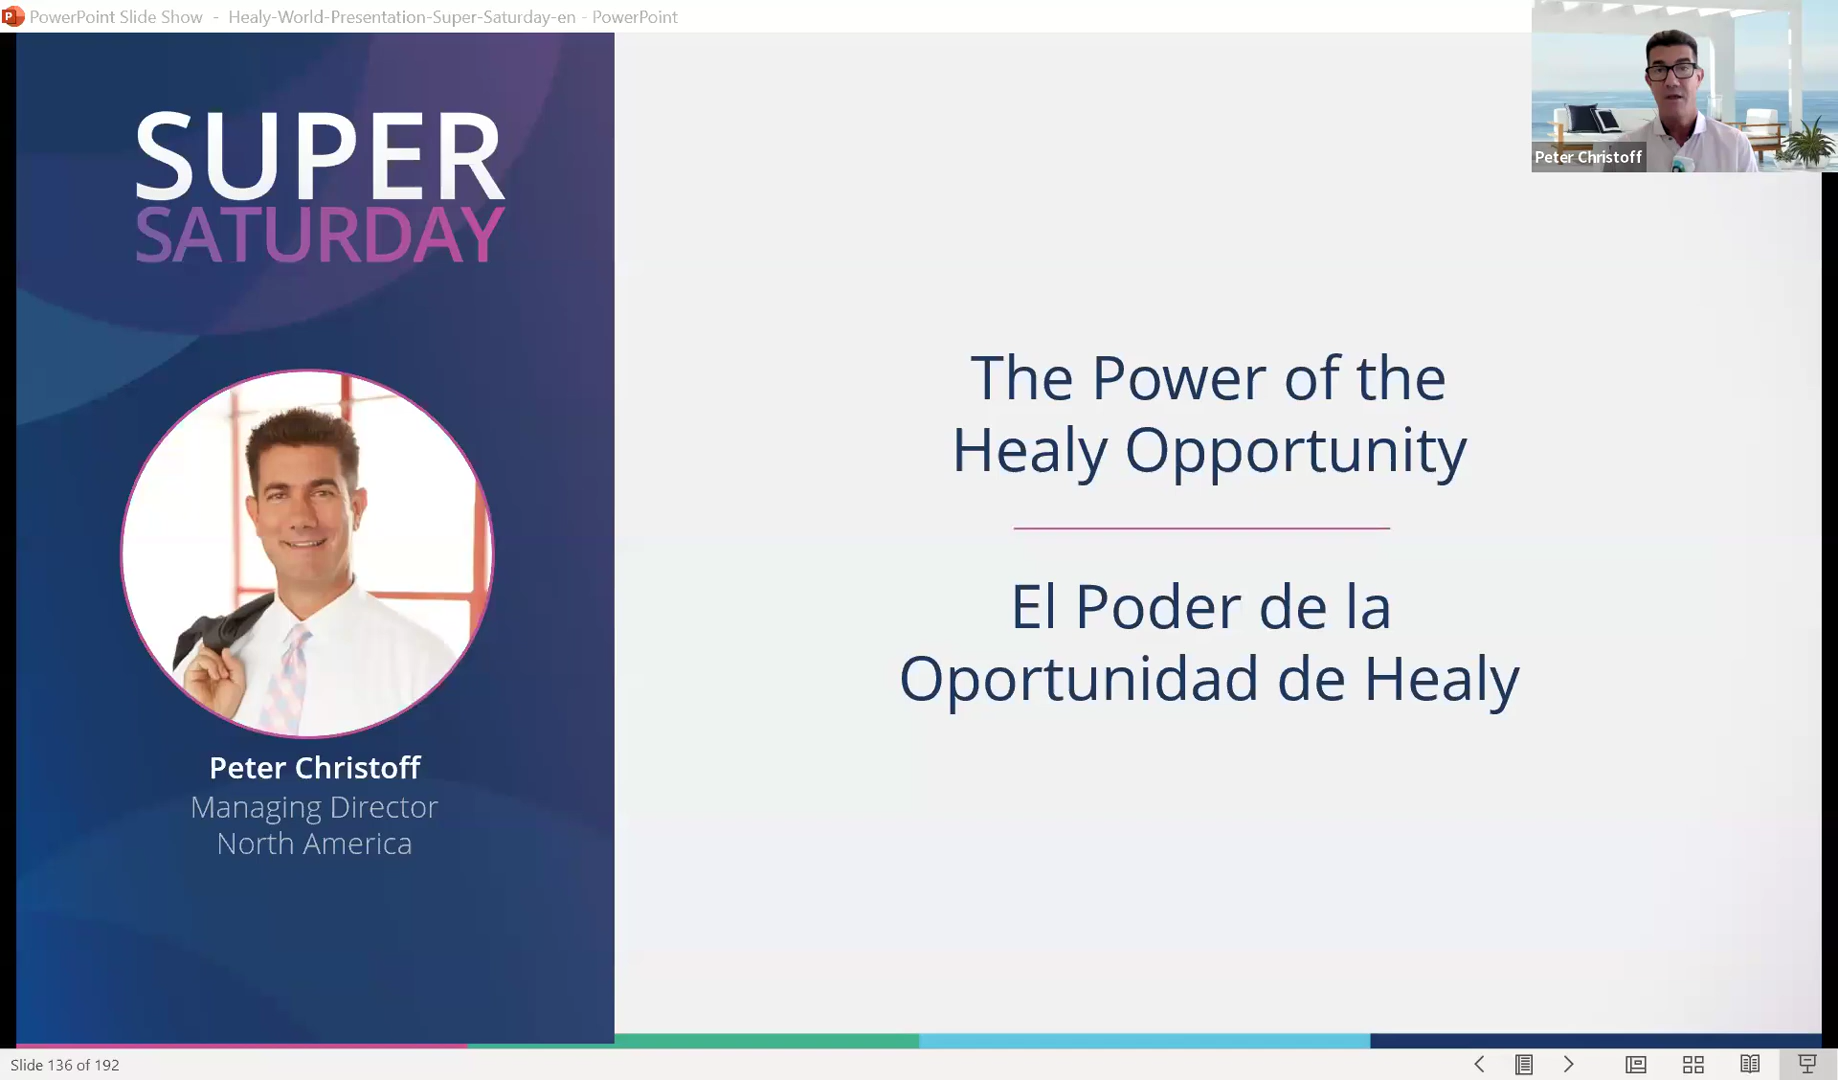 PowerPoint Slide Show - Healy-World-Presentation-Super-Saturday-en - PowerPoint
Peter Christoff
SUPER
SATURDAY
Peter Christoff
Managing Director
North America
The Power of the
Healy Opportunity
El Poder de la
Oportunidad de Healy
Slide 136 of 192